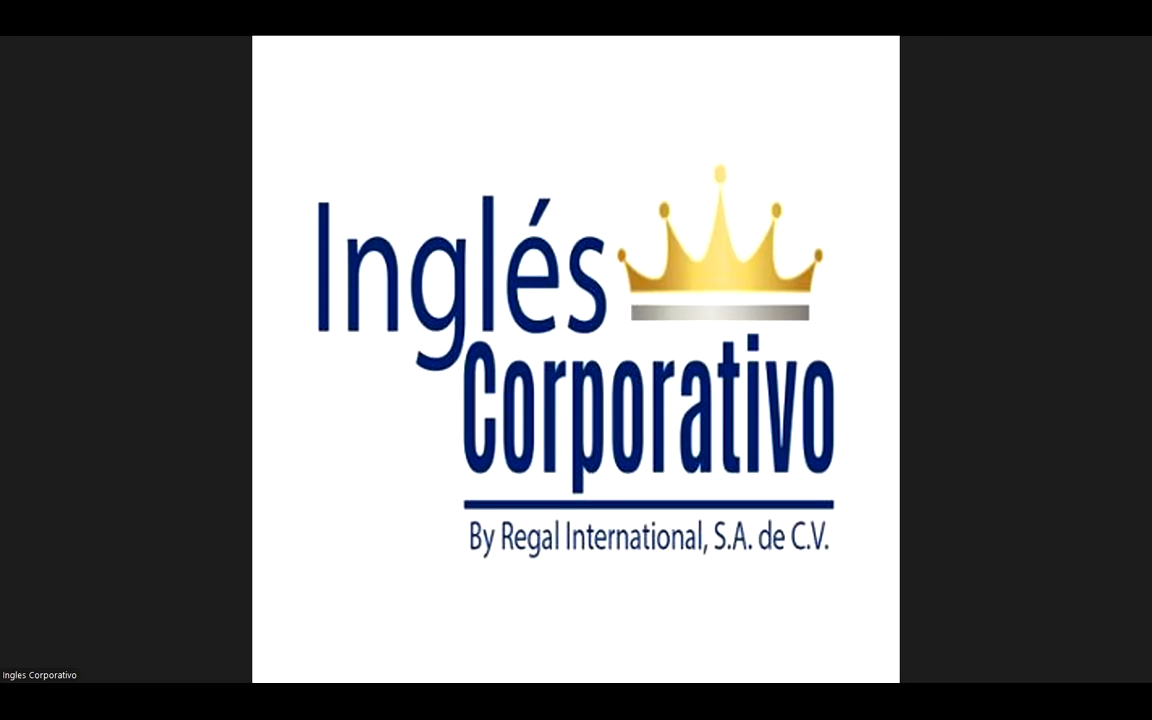 Inglés
Corporativo
By Regal International, S.A. de C.V.
Ingles Corporativo